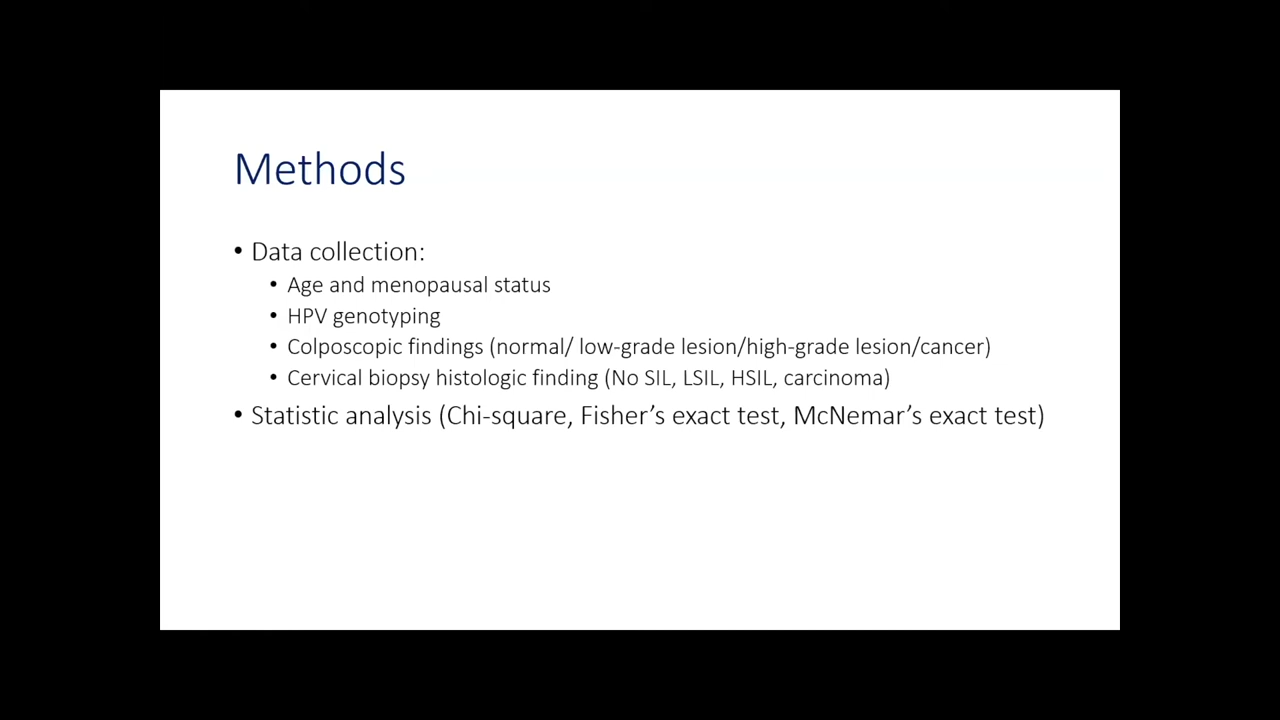 Methods
• Data collection:
• Age and menopausal status
• HPV genotyping
• Colposcopic findings (normal/ low-grade lesion/high-grade lesion/cancer)
• Cervical biopsy histologic finding (No SIL, LSIL, HSIL, carcinoma)
• Statistic analysis (Chi-square, Fisher’s exact test, McNemar’s exact test)